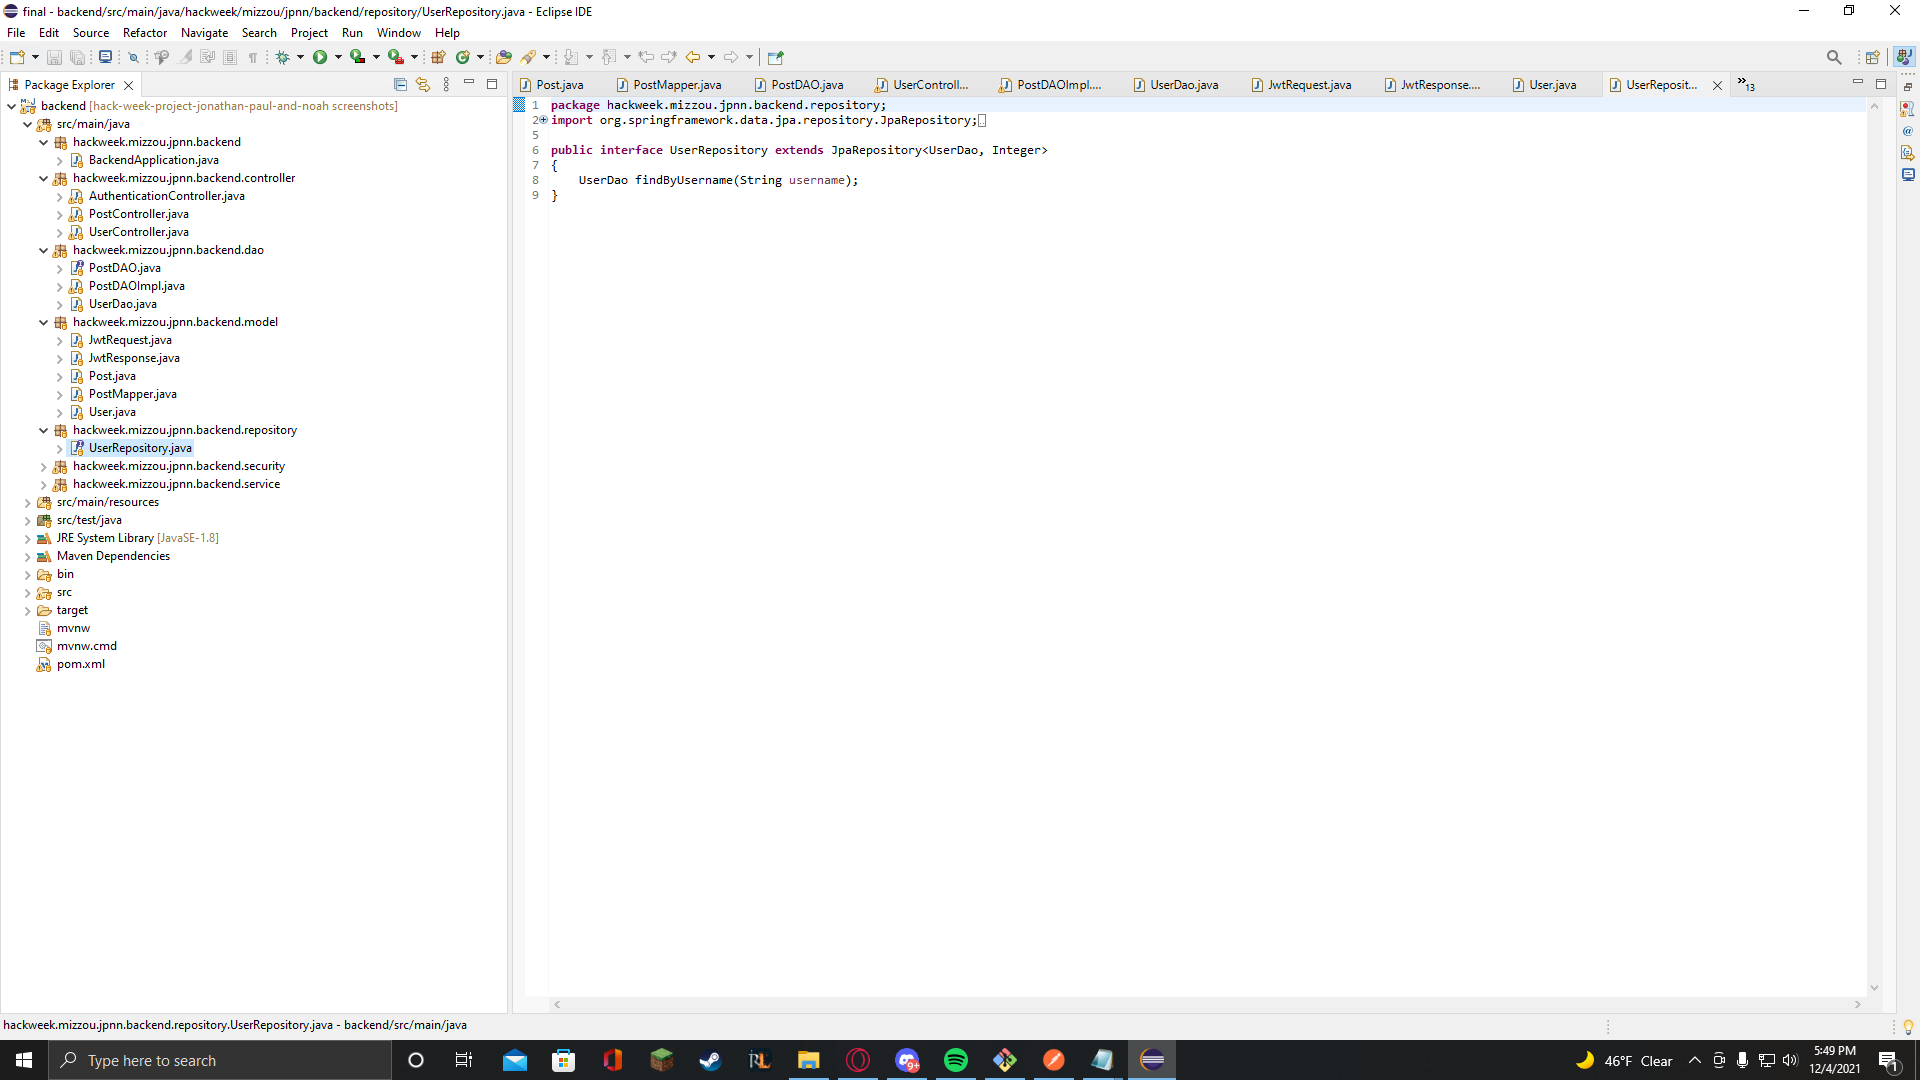 final - backend/src/main/java/hackweek/mizzou/jpnn/backend/repository/UserRepository.java - Eclipse IDE
File Edit Source Refactor Navigate Search Project Run Window Help
Package Explorer
backend [hack-week-project-jonathan-paul-and-noah screenshots]
src/main/java
hackweek.mizzou.jpnn.backend
BackendApplication.java
hackweek.mizzou.jpnn.backend.controller
AuthenticationController.java
PostController.java
UserController.java
hackweek.mizzou.jpnn.backend.dao
PostDAO.java
PostDAOImpl.java
UserDao.java
hackweek.mizzou.jpnn.backend.model
JwtRequest.java
JwtResponse.java
Post.java
PostMapper.java
User.java
hackweek.mizzou.jpnn.backend.repository
UserRepository.java
hackweek.mizzou.jpnn.backend.security
hackweek.mizzou.jpnn.backend.service
src/main/resources
src/test/java
JRE System Library [JavaSE-1.8]
Maven Dependencies
bin
src
target
mvnw
mvnw.cmd
pom.xml
Post.java PostMapper.java PostDAO.java UserControll... PostDAOImpl.... UserDao.java JwtRequest.java JwtResponse.... User.java UserReposit... »13
1 package hackweek.mizzou.jpnn.backend.repository;
2 import org.springframework.data.jpa.repository.JpaRepository;
5
6 public interface UserRepository extends JpaRepository<UserDao, Integer>
7 {
8 UserDao findByUsername(String username);
9 }
hackweek.mizzou.jpnn.backend.repository.UserRepository.java - backend/src/main/java
Type here to search
RL
9+
46°F Clear
5:49 PM
12/4/2021
1